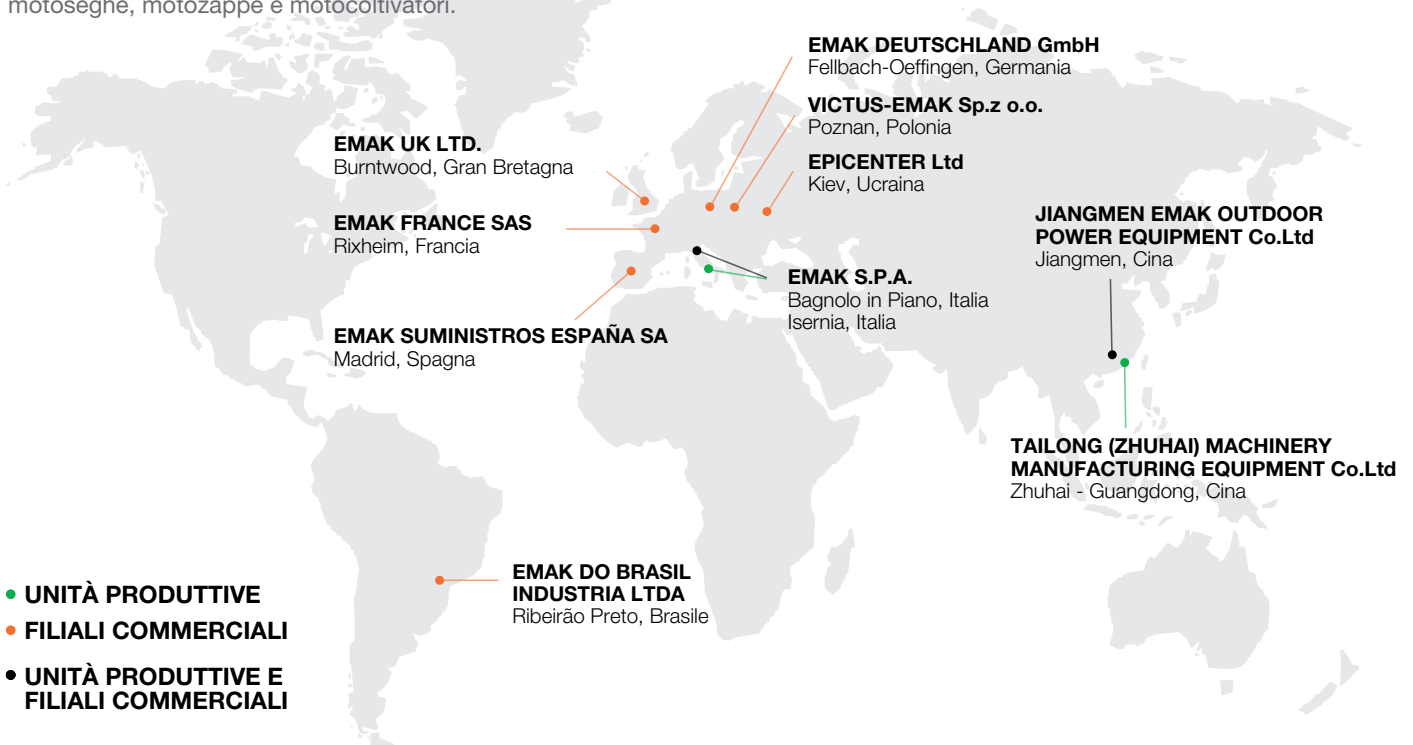 motoseghe, motozappe e motocoltivatori.
EMAK DEUTSCHLAND GmbH
Fellbach-Oeffingen, Germania
VICTUS-EMAK Sp.z o.o.
Poznan, Polonia
EMAK UK LTD.
Burntwood, Gran Bretagna
EPICENTER Ltd
Kiev, Ucraina
EMAK FRANCE SAS
Rixheim, Francia
JIANGMEN EMAK OUTDOOR
POWER EQUIPMENT Co.Ltd
Jiangmen, Cina
EMAK S.P.A.
Bagnolo in Piano, Italia
Isernia, Italia
EMAK SUMINISTROS ESPAÑA SA
Madrid, Spagna
TAILONG (ZHUHAI) MACHINERY
MANUFACTURING EQUIPMENT Co.Ltd
Zhuhai - Guangdong, Cina
EMAK DO BRASIL
INDUSTRIA LTDA
Ribeirão Preto, Brasile
UNITÀ PRODUTTIVE
FILIALI COMMERCIALI
UNITÀ PRODUTTIVE E
FILIALI COMMERCIALI